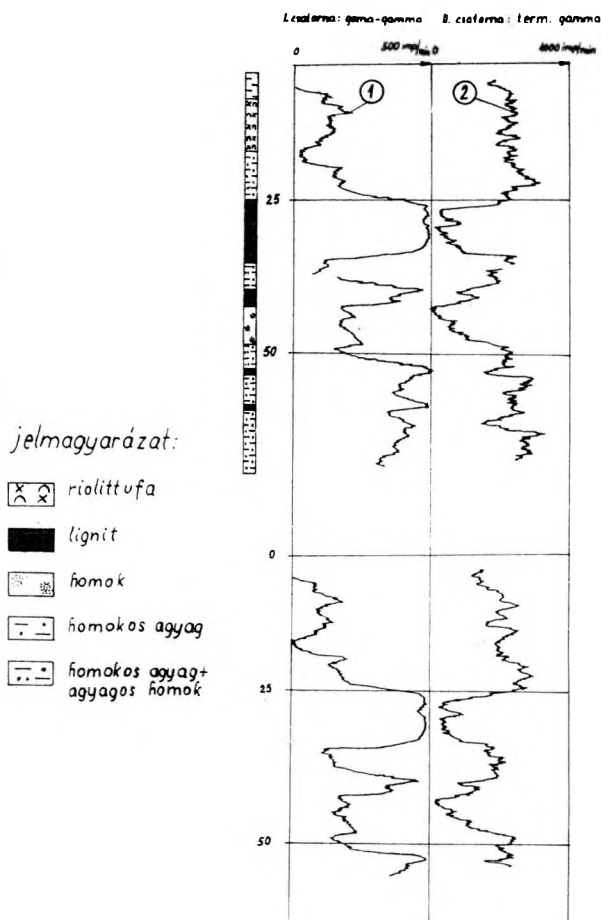 I. csatorna: gama-gamma II. csatorna: term. gamma
0 500 imp/min 0 1000 imp/min
1 2
25
50
jelmagyarázat:
riolittufa
lignit
homok
homokos agyag
homokos agyag+
agyagos homok
0
25
50